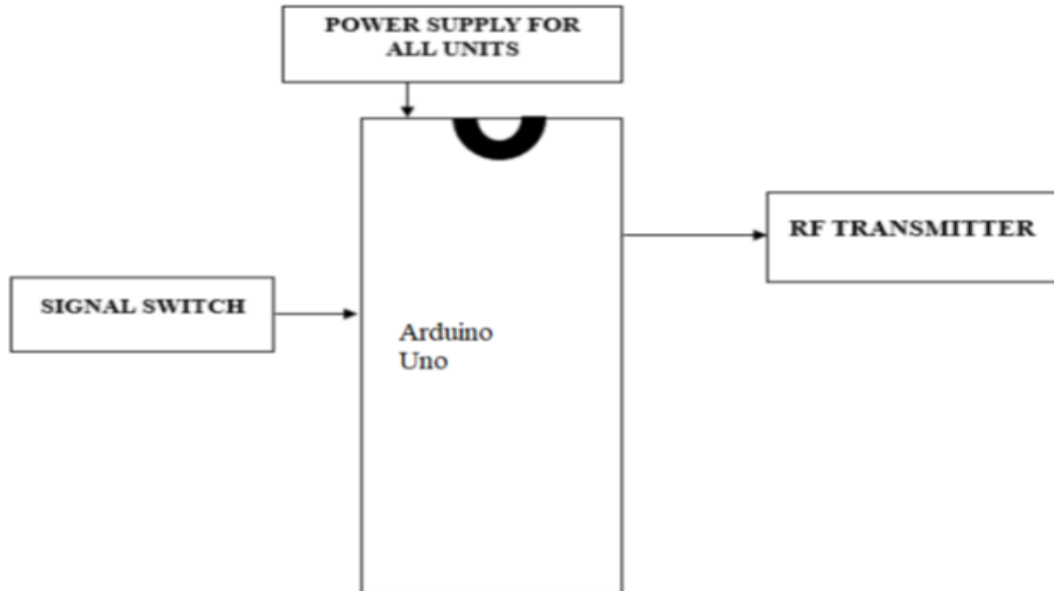 POWER SUPPLY FOR
ALL UNITS
RF TRANSMITTER
SIGNAL SWITCH
Arduino
Uno